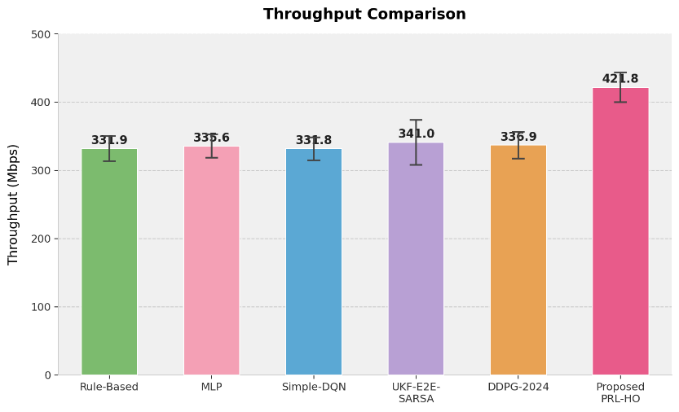 Throughput Comparison
Throughput (Mbps)
500
400
300
200
100
0
331.9
335.6
331.8
341.0
336.9
421.8
Rule-Based
MLP
Simple-DQN
UKF-E2E-
SARSA
DDPG-2024
Proposed
PRL-HO